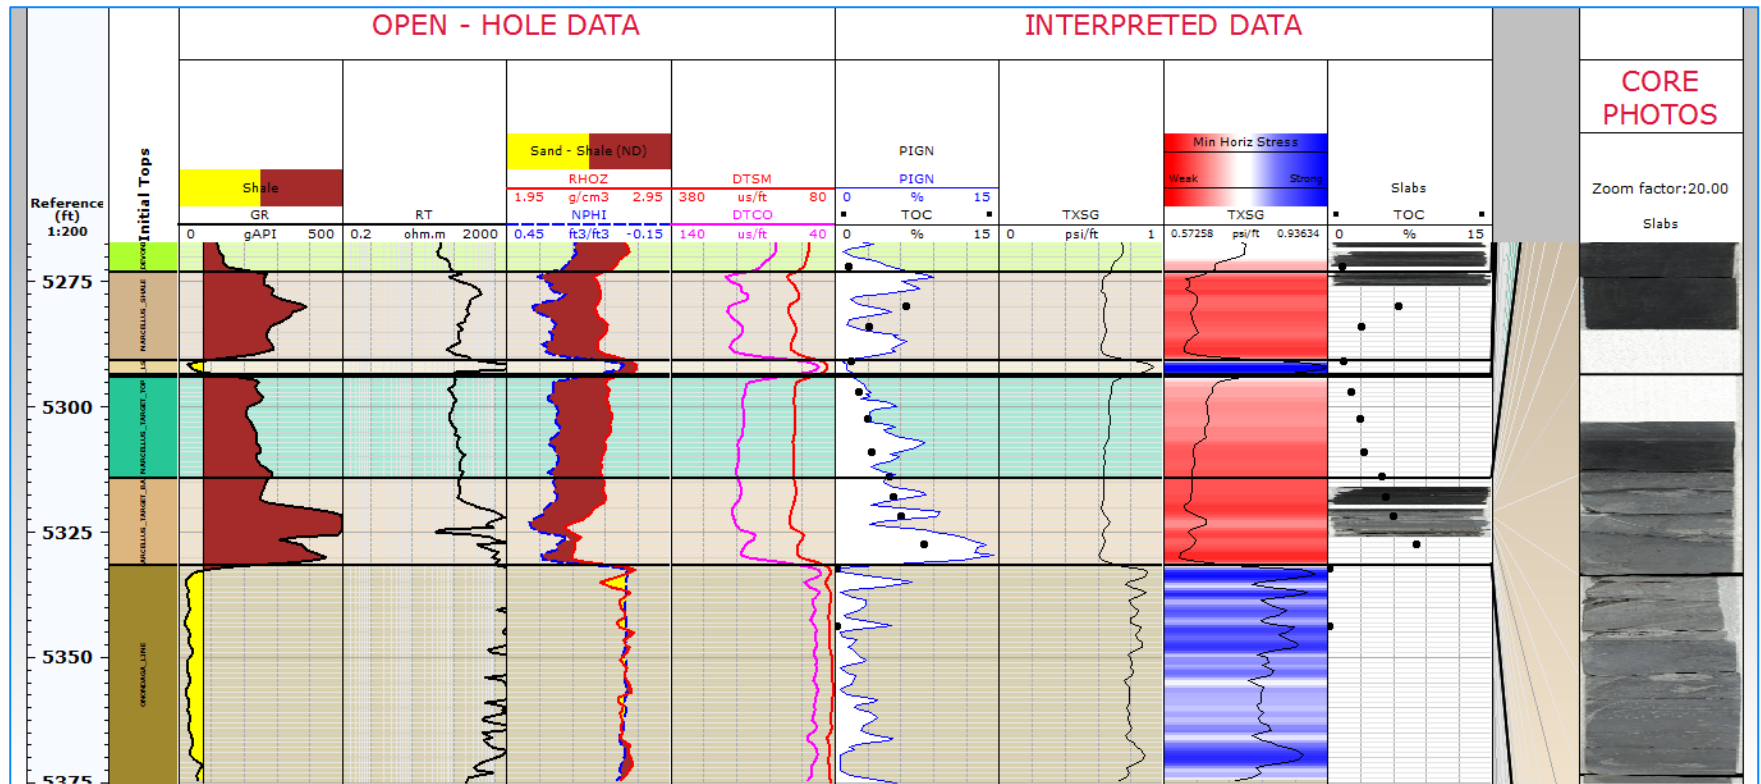 OPEN - HOLE DATA
INTERPRETED DATA
CORE
PHOTOS
Reference
(ft)
1:200
Initial Tops
Shale
GR
0 gAPI 500
RT
0.2 ohm.m 2000
Sand - Shale (ND)
RHOZ
1.95 g/cm3 2.95
NPHI
0.45 ft3/ft3 -0.15
DTSM
380 us/ft 80
DTCO
140 us/ft 40
PIGN
PIGN
0 % 15
TOC
0 % 15
TXSG
0 psi/ft 1
Min Horiz Stress
Weak Strong
TXSG
0.57258 psi/ft 0.93634
Slabs
TOC
0 % 15
Zoom factor:20.00
Slabs
5275
5300
5325
5350
5375
MARCELLUS_SHALE
MARCELLUS_TARGET_TOP